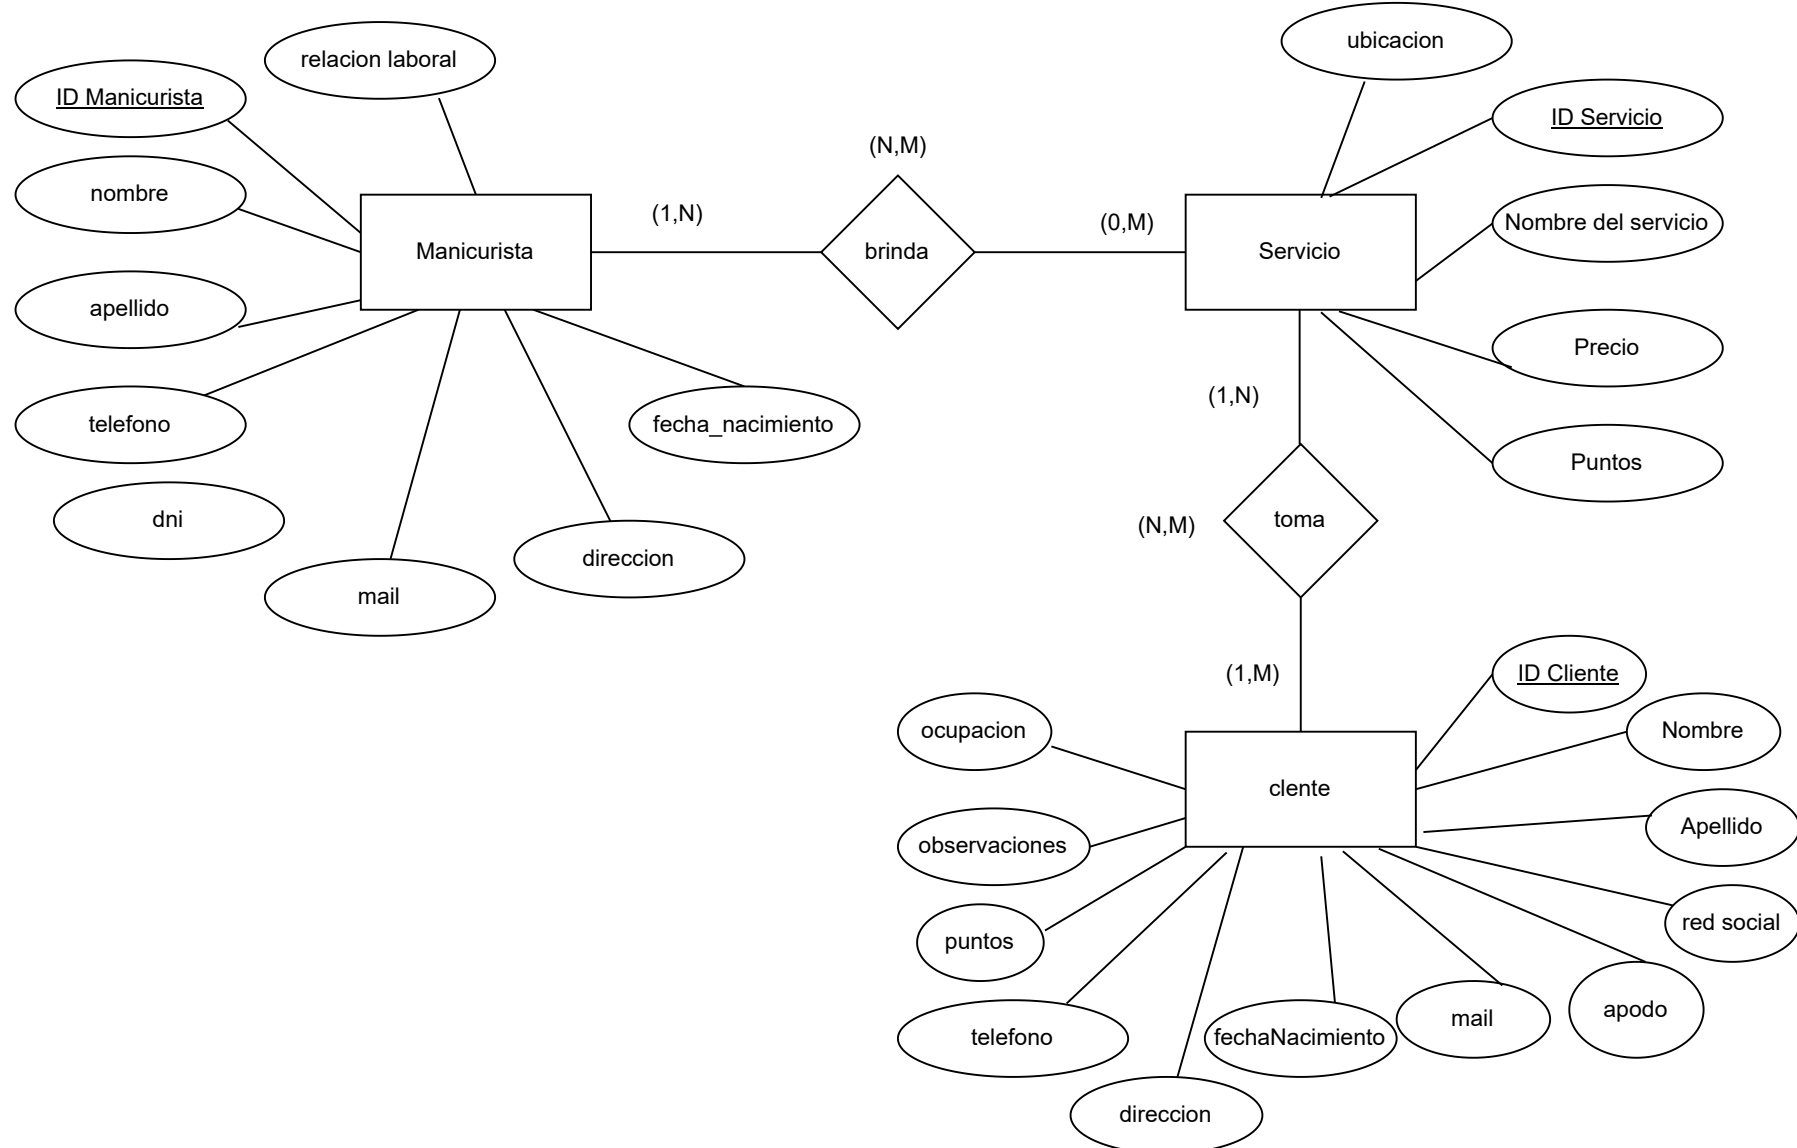 ubicacion
relacion laboral
ID Manicurista
ID Servicio
(N,M)
nombre
(1,N)
(0,M)
Nombre del servicio
Manicurista
brinda
Servicio
apellido
Precio
(1,N)
telefono
fecha_nacimiento
Puntos
dni
(N,M)
toma
direccion
mail
(1,M)
ID Cliente
ocupacion
Nombre
clente
Apellido
observaciones
red social
puntos
apodo
mail
telefono
fechaNacimiento
direccion